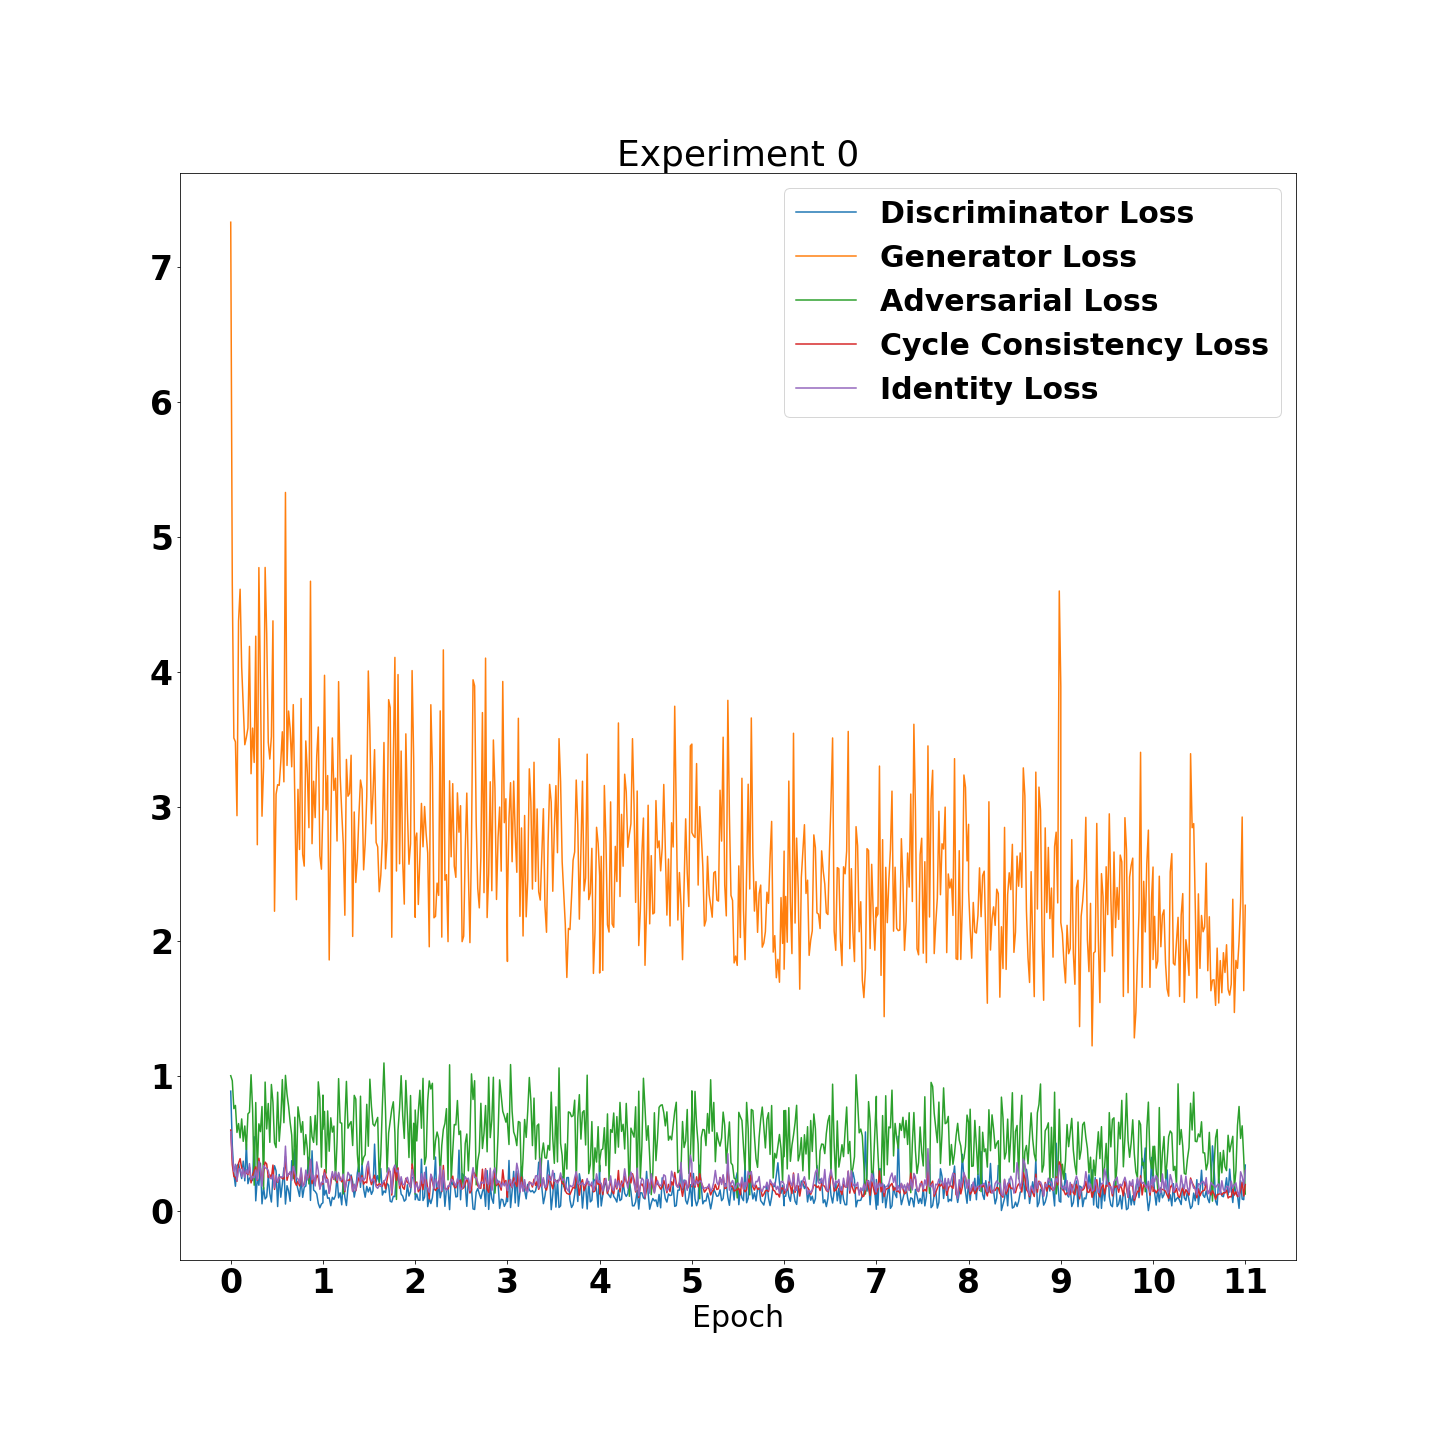 Experiment 0
Discriminator Loss
Generator Loss
Adversarial Loss
Cycle Consistency Loss
Identity Loss
7
6
5
4
3
2
1
0
0 1 2 3 4 5 6 7 8 9 10 11
Epoch